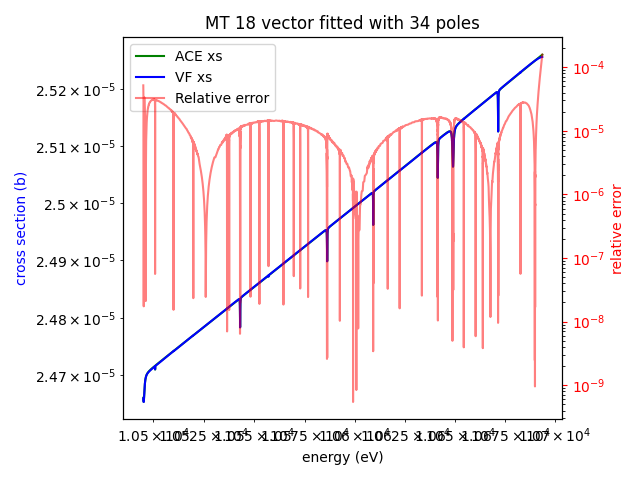 MT 18 vector fitted with 34 poles
ACE xs
VF xs
Relative error
cross section (b)
2.52 × 10⁻⁵
2.51 × 10⁻⁵
2.5 × 10⁻⁵
2.49 × 10⁻⁵
2.48 × 10⁻⁵
2.47 × 10⁻⁵
10⁻⁴
10⁻⁵
10⁻⁶
10⁻⁷
10⁻⁸
10⁻⁹
relative error
energy (eV)